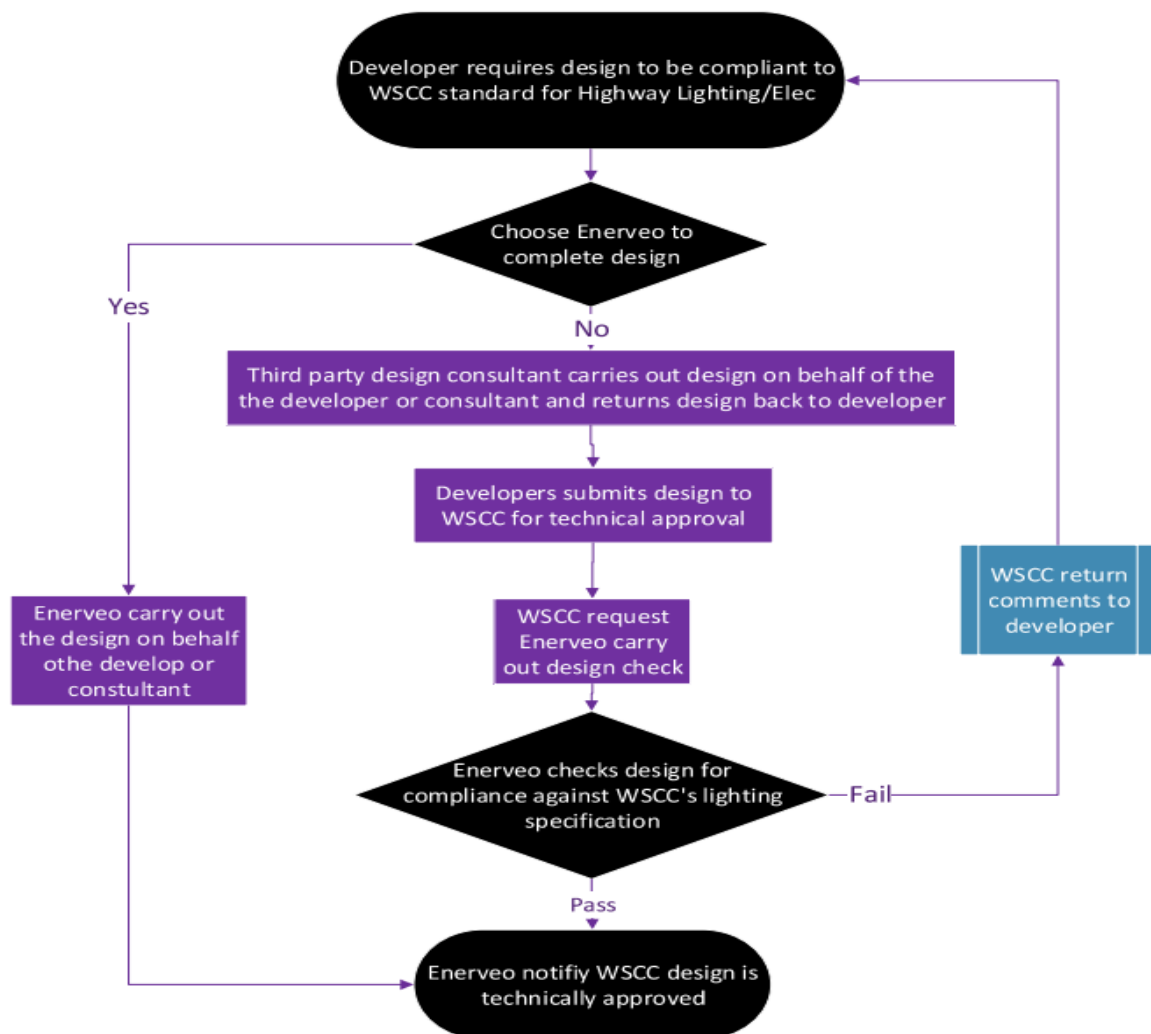 Developer requires design to be compliant to
WSCC standard for Highway Lighting/Elec
Choose Enerveo to
complete design
Yes
No
Third party design consultant carries out design on behalf of the
the developer or consultant and returns design back to developer
Developers submits design to
WSCC for technical approval
WSCC return
comments to
developer
Enerveo carry out
the design on behalf
othe develop or
constultant
WSCC request
Enerveo carry
out design check
Enerveo checks design for
compliance against WSCC's lighting
specification
Fail
Pass
Enerveo notifiy WSCC design is
technically approved